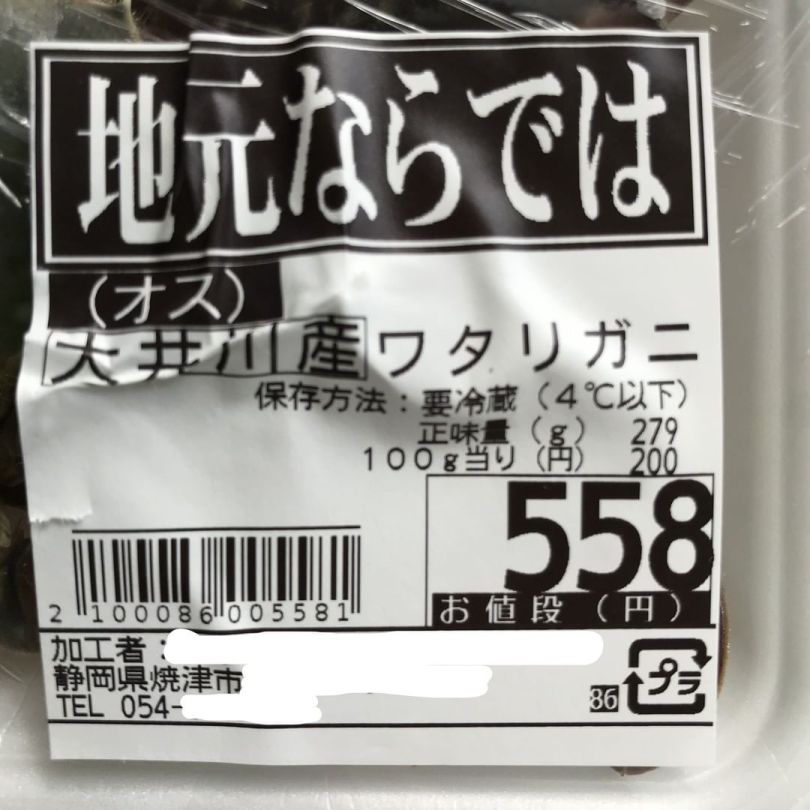 地元ならでは
(オス)
大井川産ワタリガニ
保存方法：要冷蔵(4℃以下)
正味量(g) 279
100g当り(円) 200
558
お値段(円)
2 100086 005581
加工者：
静岡県焼津市
TEL 054-
86
プラ